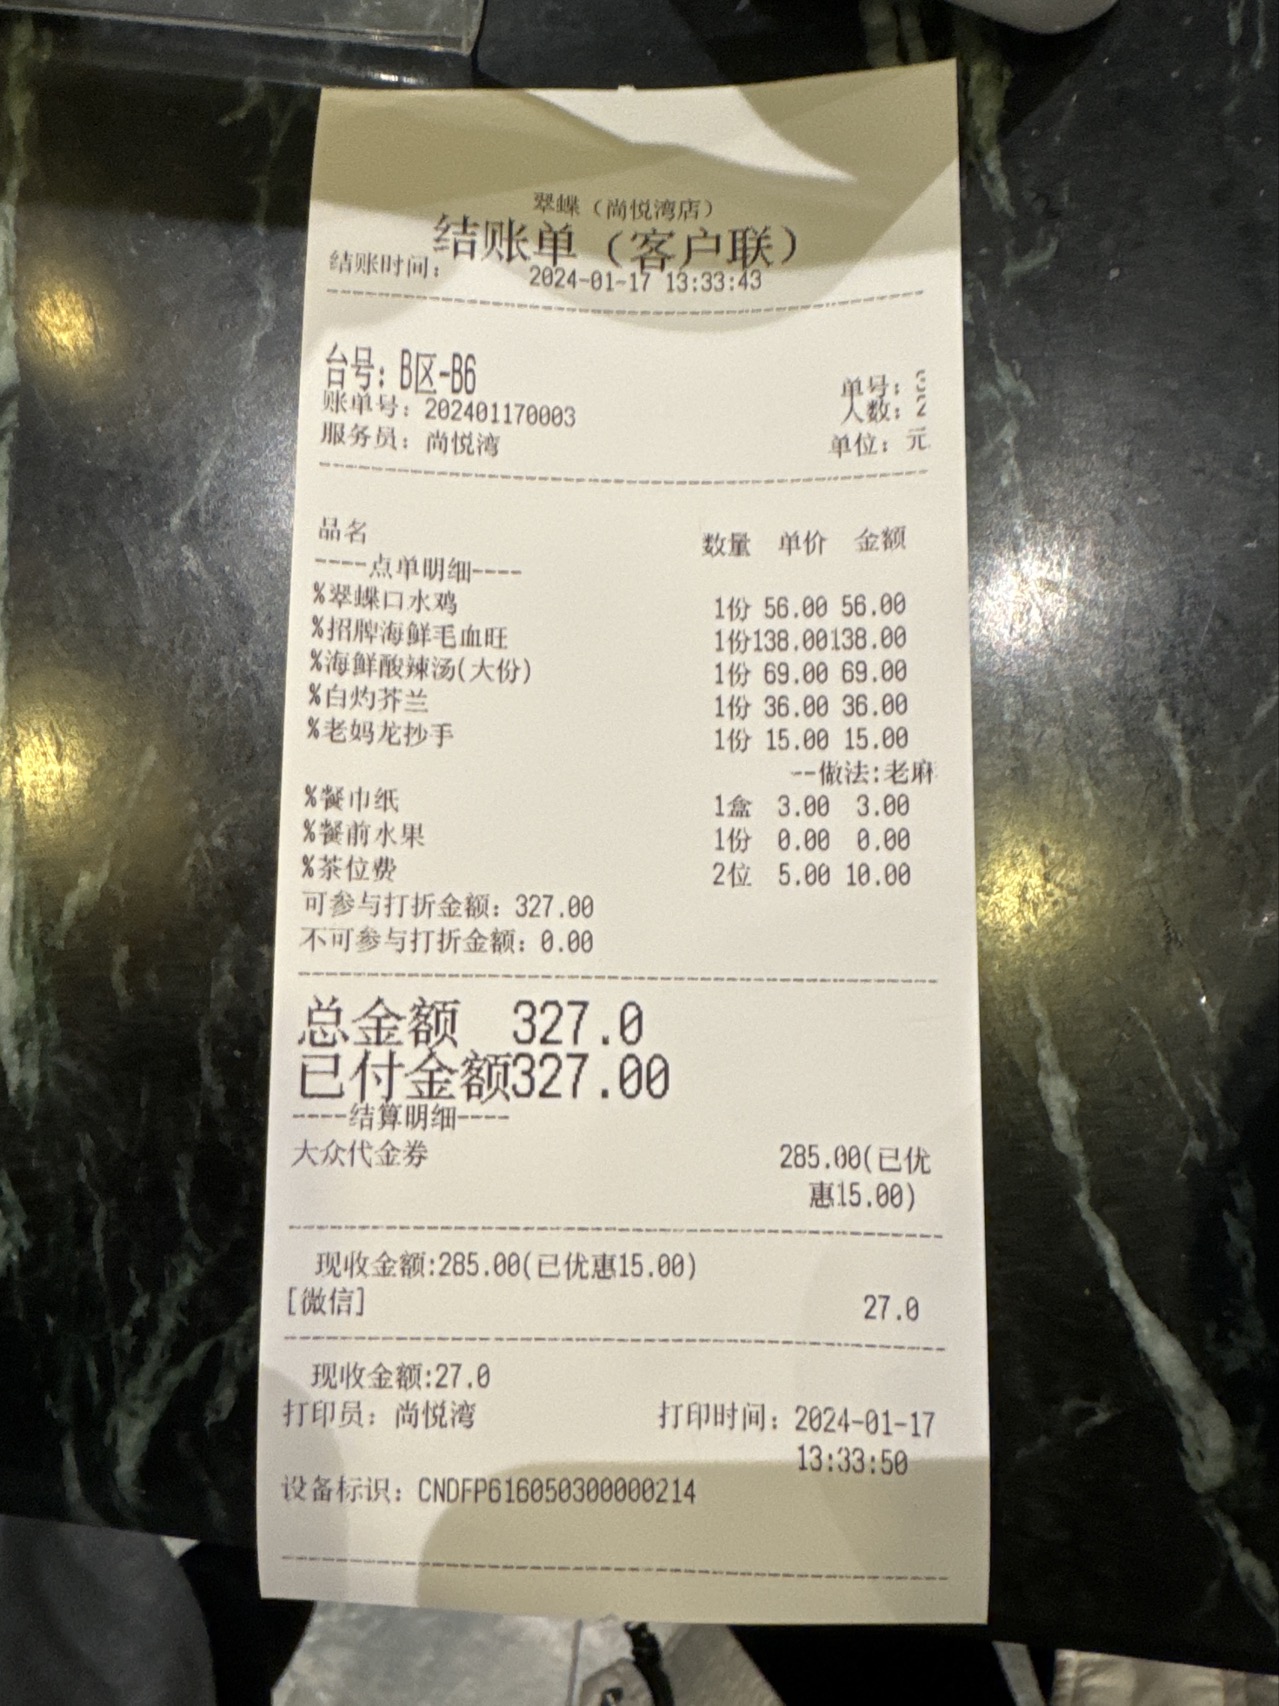 翠蝶（尚悦湾店）
结账单（客户联）
结账时间： 2024-01-17 13:33:43
台号：B区-B6
单号：
账单号：202401170003 人数：2
服务员：尚悦湾 单位：元
品名 数量 单价 金额
----点单明细----
%翠蝶口水鸡 1份 56.00 56.00
%招牌海鲜毛血旺 1份138.00138.00
%海鲜酸辣汤(大份) 1份 69.00 69.00
%白灼芥兰 1份 36.00 36.00
%老妈龙抄手 1份 15.00 15.00
--做法:老麻
%餐巾纸 1盒 3.00 3.00
%餐前水果 1份 0.00 0.00
%茶位费 2位 5.00 10.00
可参与打折金额：327.00
不可参与打折金额：0.00
总金额 327.0
已付金额327.00
----结算明细----
大众代金券 285.00(已优
惠15.00)
现收金额:285.00(已优惠15.00)
[微信] 27.0
现收金额:27.0
打印员：尚悦湾 打印时间：2024-01-17
13:33:50
设备标识：CNDFP616050300000214